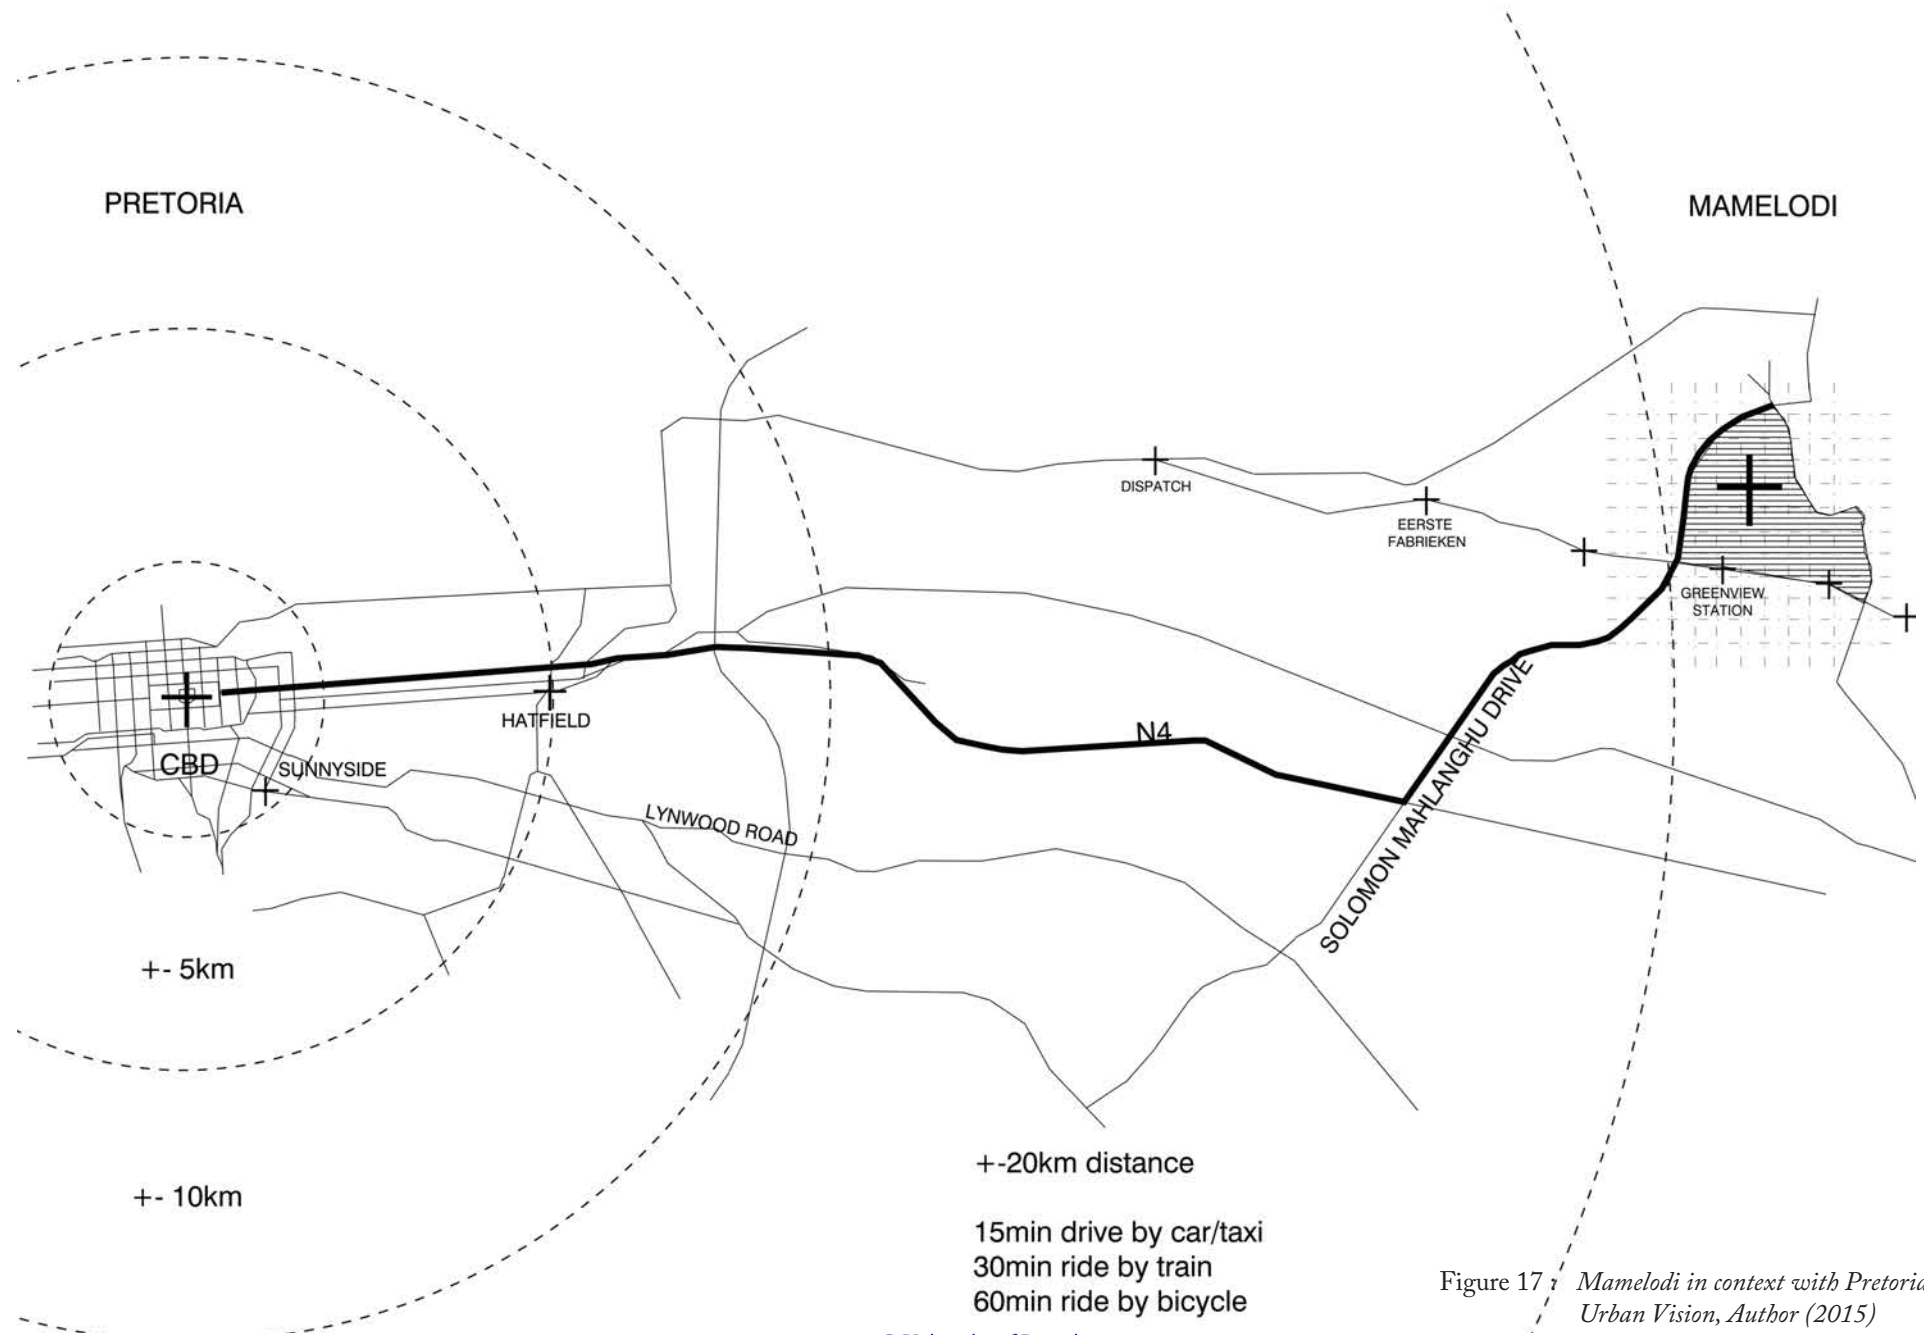 PRETORIA
MAMELODI
DISPATCH
EERSTE
FABRIEKEN
GREENVIEW
STATION
HATFIELD
N4
CBD
SUNNYSIDE
LYNWOOD ROAD
SOLOMON MAHLANGHU DRIVE
+- 5km
+- 10km
+-20km distance
15min drive by car/taxi
30min ride by train
60min ride by bicycle
Figure 17 : Mamelodi in context with Pretoria
Urban Vision, Author (2015)